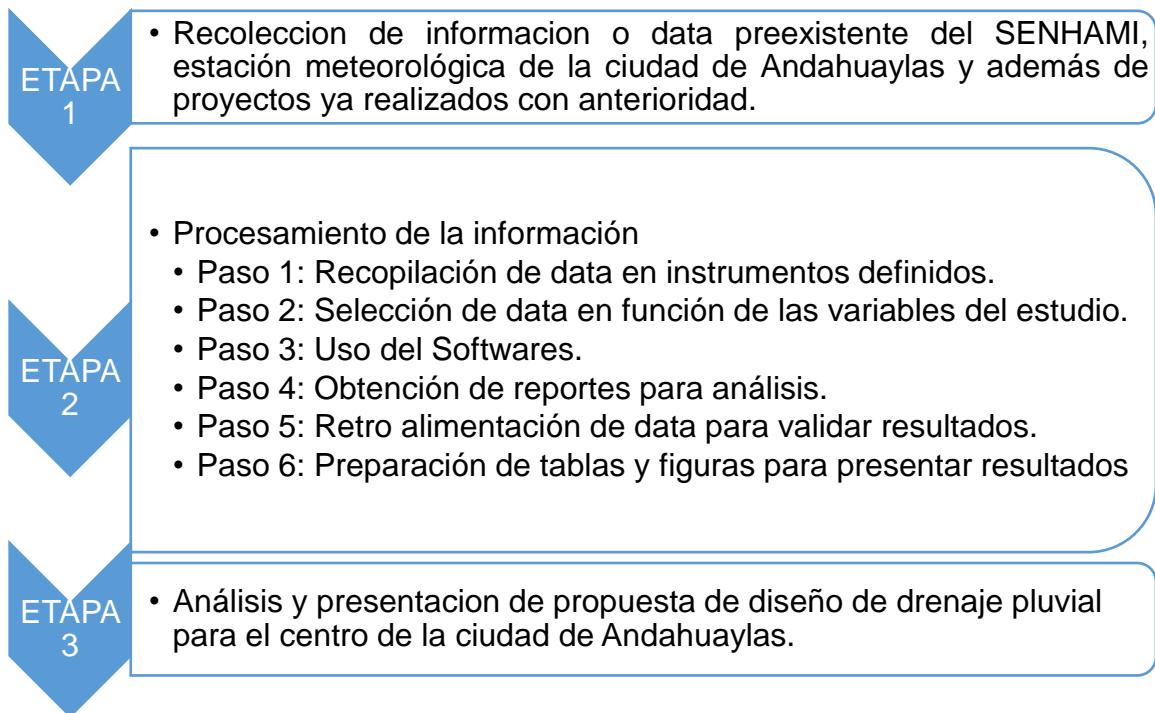 ETAPA
1
• Recoleccion de informacion o data preexistente del SENHAMI,
estación meteorológica de la ciudad de Andahuaylas y además de
proyectos ya realizados con anterioridad.
ETAPA
2
• Procesamiento de la información
• Paso 1: Recopilación de data en instrumentos definidos.
• Paso 2: Selección de data en función de las variables del estudio.
• Paso 3: Uso del Softwares.
• Paso 4: Obtención de reportes para análisis.
• Paso 5: Retro alimentación de data para validar resultados.
• Paso 6: Preparación de tablas y figuras para presentar resultados
ETAPA
3
• Análisis y presentacion de propuesta de diseño de drenaje pluvial
para el centro de la ciudad de Andahuaylas.